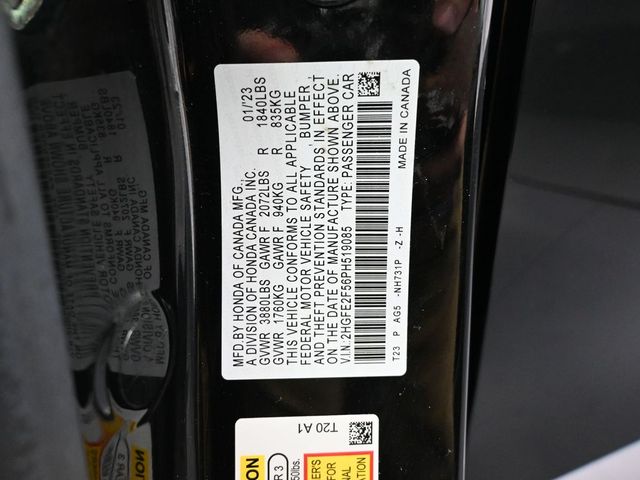 MFD. BY HONDA OF CANADA MFG., 01/'23
A DIVISION OF HONDA CANADA INC.
GVWR 3880LBS GAWR F 2072LBS R 1840LBS
GVWR 1760KG GAWR F 940KG R 835KG
THIS VEHICLE CONFORMS TO ALL APPLICABLE
FEDERAL MOTOR VEHICLE SAFETY, BUMPER,
AND THEFT PREVENTION STANDARDS IN EFFECT
ON THE DATE OF MANUFACTURE SHOWN ABOVE.
V.I.N: 2HGFE2F56PH519085 TYPE: PASSENGER CAR
T23 P AG5 -NH731P -Z -H
MADE IN CANADA
T20 A1